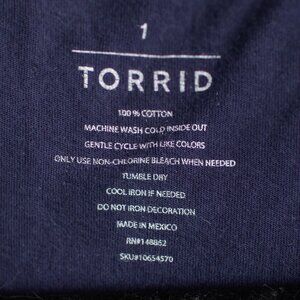 1
TORRID
100 % COTTON
MACHINE WASH COLD INSIDE OUT
GENTLE CYCLE WITH LIKE COLORS
ONLY USE NON-CHLORINE BLEACH WHEN NEEDED
TUMBLE DRY
COOL IRON IF NEEDED
DO NOT IRON DECORATION
MADE IN MEXICO
RN#148862
SKU#10654570